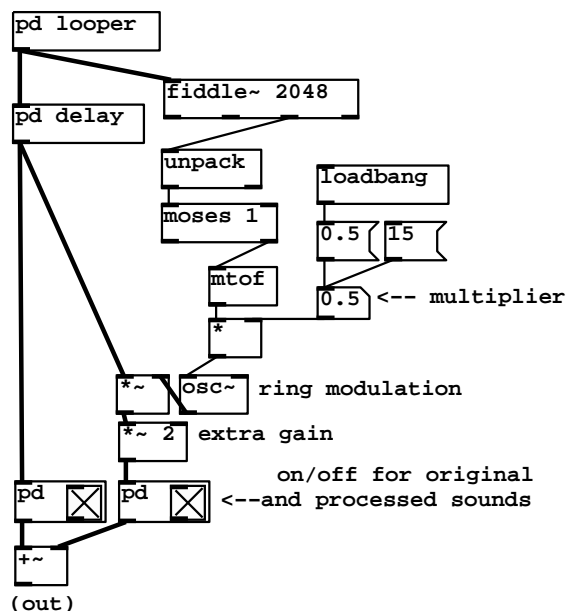 pd looper
fiddle~ 2048
pd delay
unpack
loadbang
moses 1
0.5
15
mtof
0.5
<-- multiplier
*
*~
osc~
ring modulation
*~ 2
extra gain
on/off for original
pd
pd
<--and processed sounds
+~
(out)